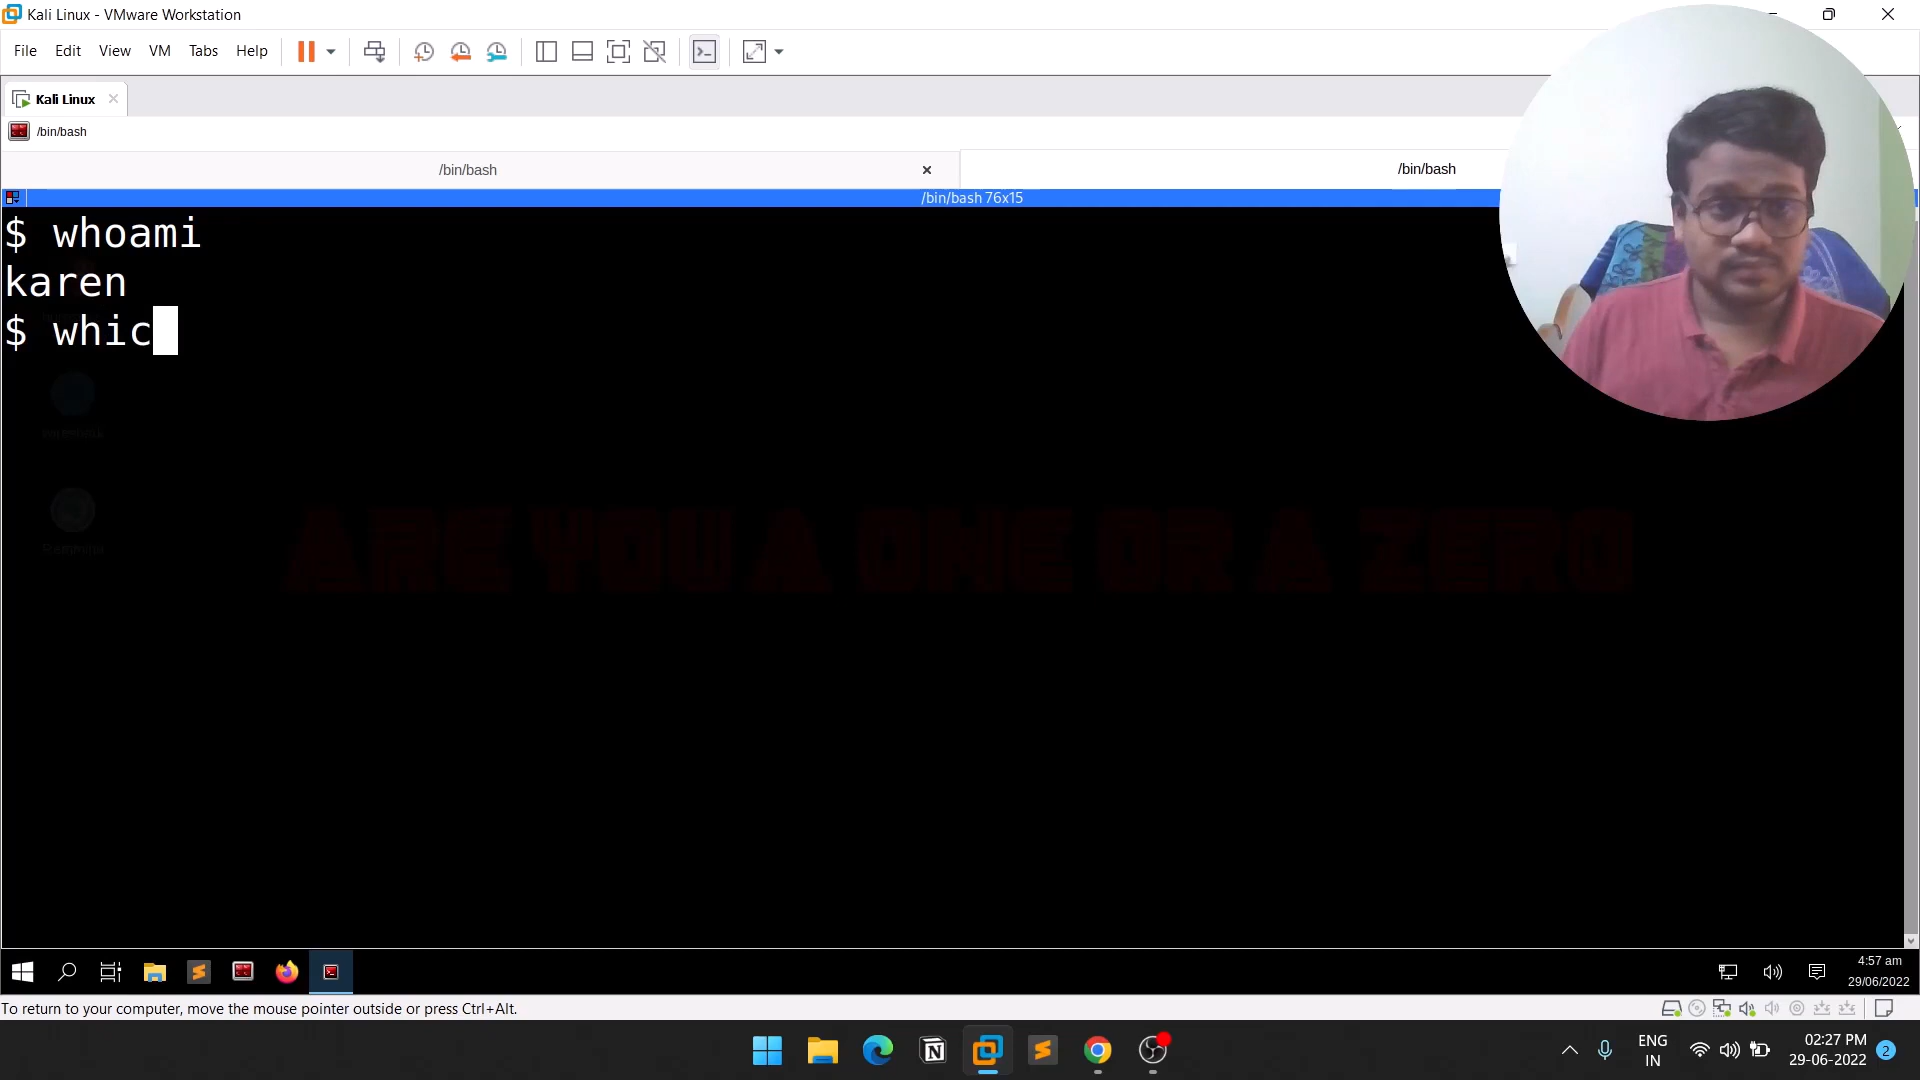 Kali Linux - VMware Workstation
File Edit View VM Tabs Help
Kali Linux
/bin/bash
/bin/bash /bin/bash
/bin/bash 76x15
$ whoami
karen
$ whic
ARE YOU A ONE OR A ZERO
4:57 am
29/06/2022
To return to your computer, move the mouse pointer outside or press Ctrl+Alt.
ENG
IN
02:27 PM
29-06-2022
2